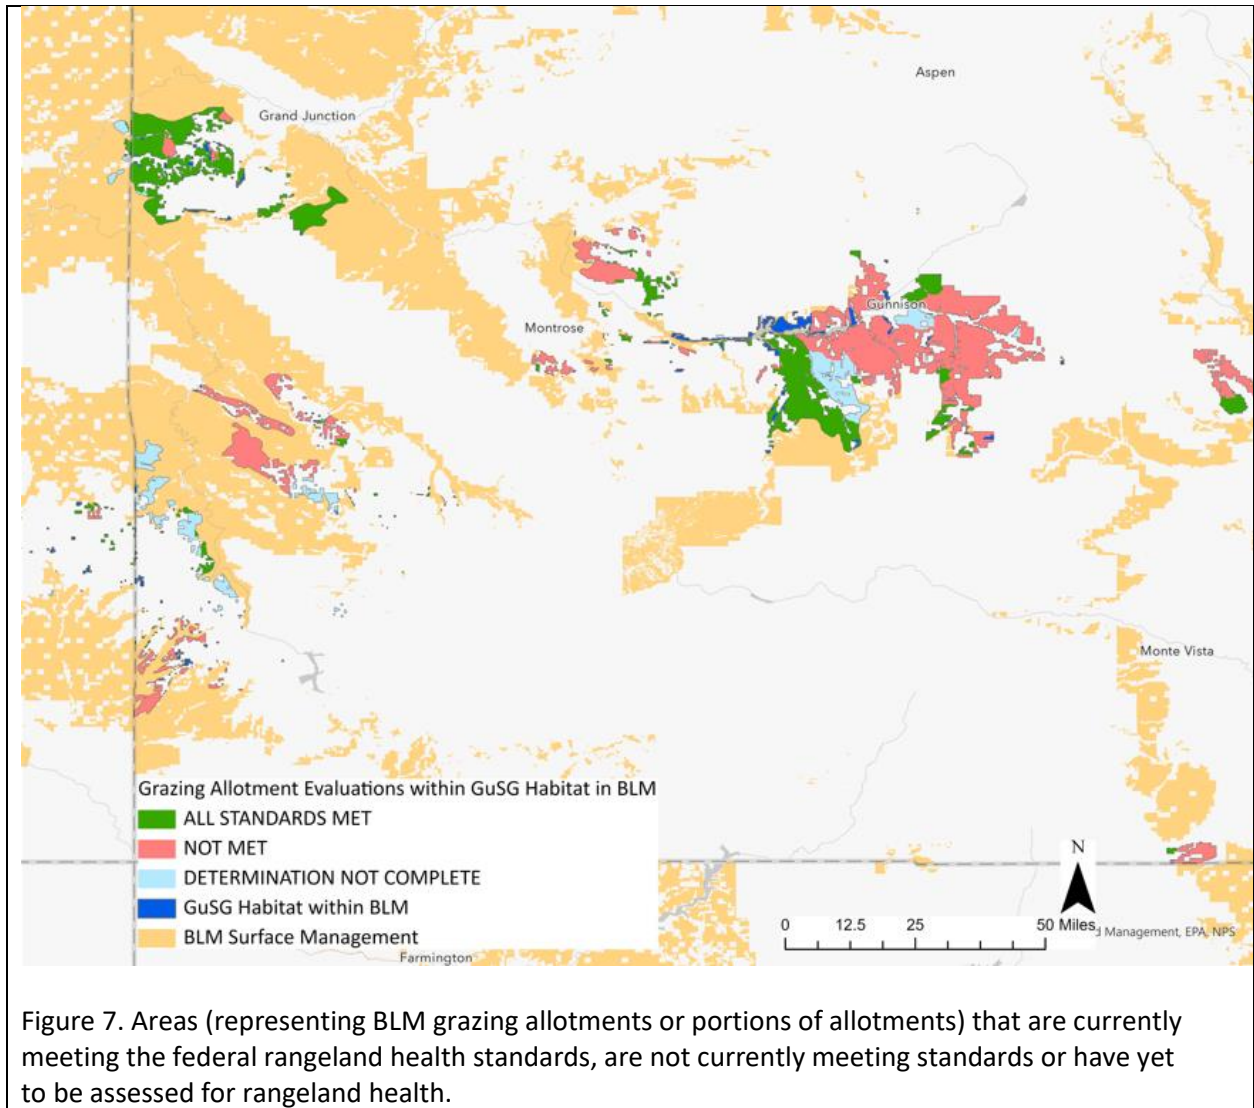 Aspen
Grand Junction
Gunnison
Montrose
Monte Vista
Grazing Allotment Evaluations within GuSG Habitat in BLM
ALL STANDARDS MET
NOT MET
DETERMINATION NOT COMPLETE
GuSG Habitat within BLM
BLM Surface Management
Farmington
N
0 12.5 25 50 Miles
d Management, EPA, NPS
Figure 7. Areas (representing BLM grazing allotments or portions of allotments) that are currently
meeting the federal rangeland health standards, are not currently meeting standards or have yet
to be assessed for rangeland health.